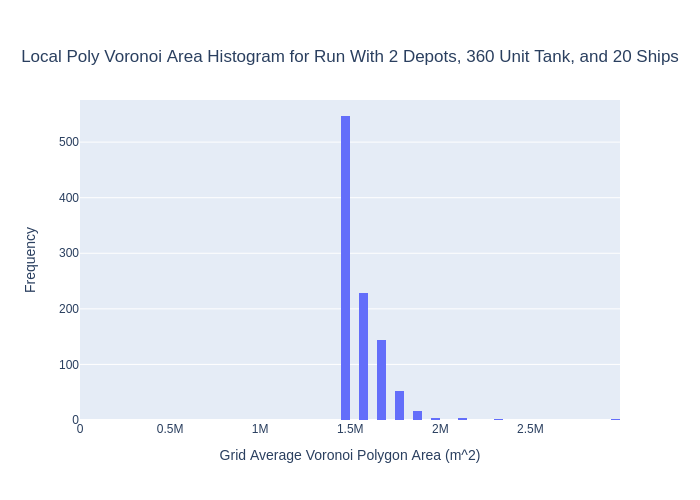 Local Poly Voronoi Area Histogram for Run With 2 Depots, 360 Unit Tank, and 20 Ships
500
400
300
200
100
0
Frequency
0 0.5M 1M 1.5M 2M 2.5M
Grid Average Voronoi Polygon Area (m^2)